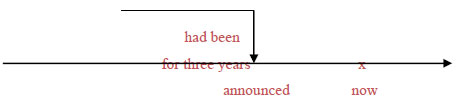 had been
for three years x
announced now